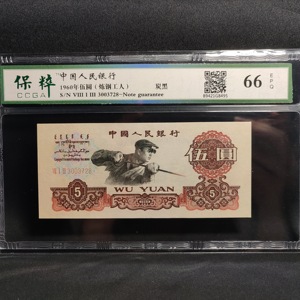 保粹
CCGA
中国人民银行
1960年伍圆（炼钢工人） 炭黑
S/N VIII I III 3003728-Note guarantee
66
EPQ
中国人民银行
伍圆
3003728
5
WU YUAN
5